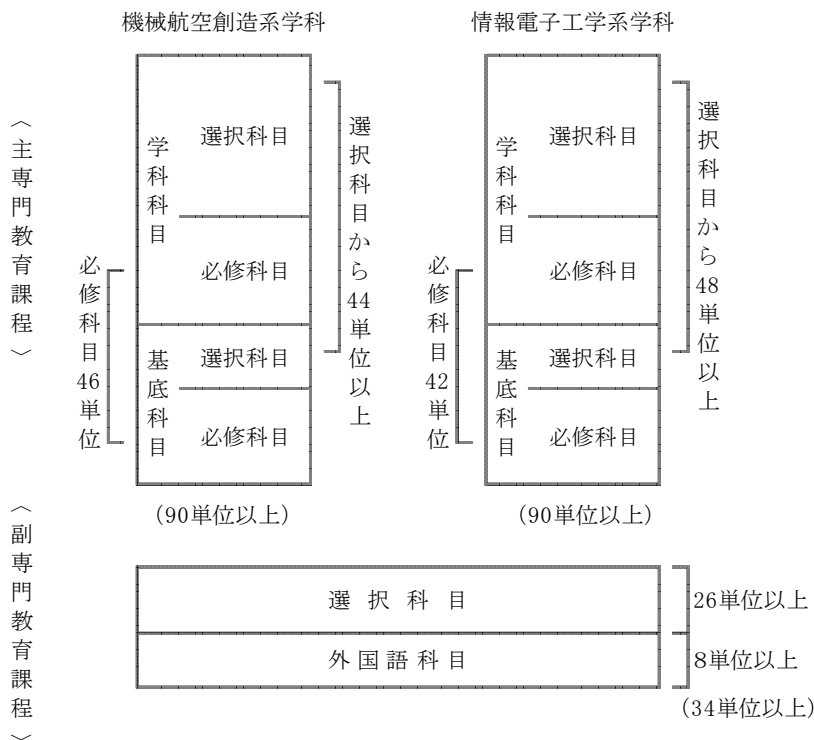 機械航空創造系学科
情報電子工学系学科
〈主専門教育課程〉
必修科目46単位
学科科目
選択科目
必修科目
基底科目
選択科目
必修科目
選択科目から44単位以上
(90単位以上)
必修科目42単位
学科科目
選択科目
必修科目
基底科目
選択科目
必修科目
選択科目から48単位以上
(90単位以上)
〈副専門教育課程〉
選択科目
26単位以上
外国語科目
8単位以上
(34単位以上)